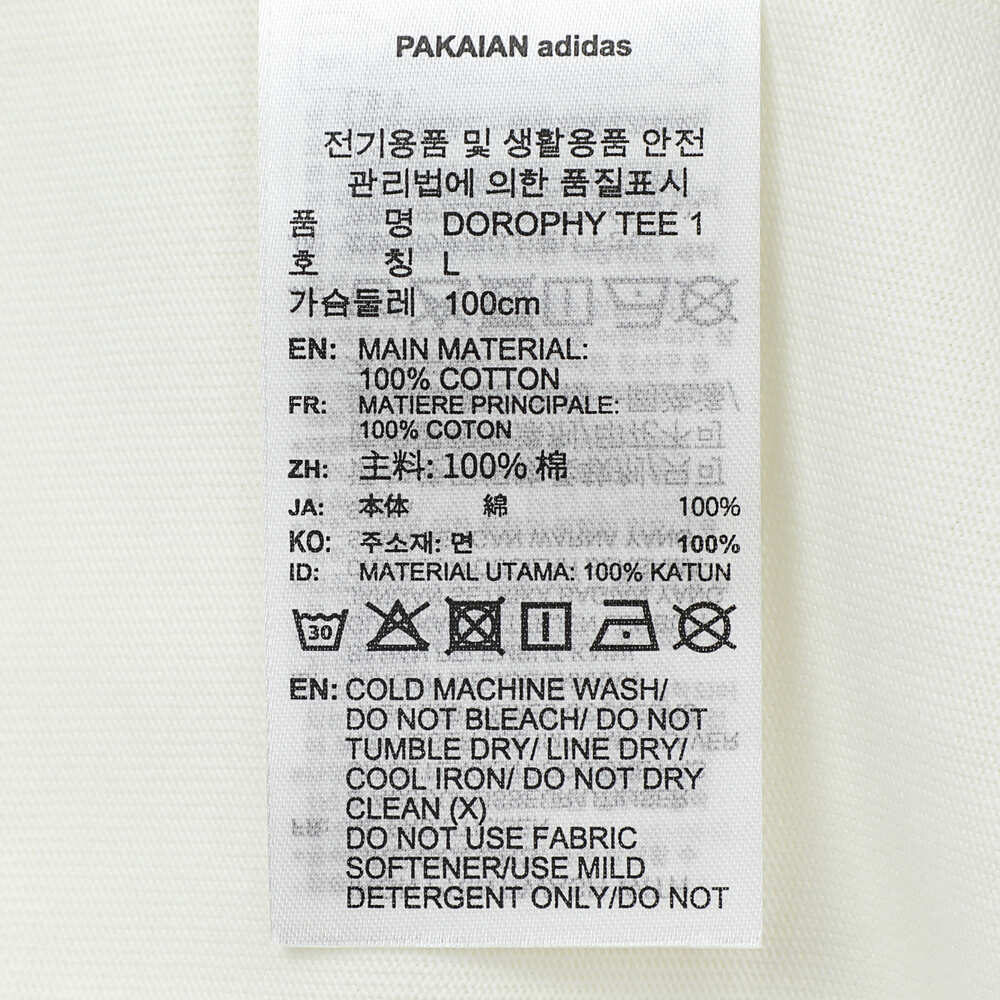 PAKAIAN adidas
전기용품 및 생활용품 안전
관리법에 의한 품질표시
품 명 DOROPHY TEE 1
호 칭 L
가슴둘레 100cm
EN: MAIN MATERIAL:
100% COTTON
FR: MATIERE PRINCIPALE:
100% COTON
ZH: 主料: 100% 棉
JA: 本体 綿 100%
KO: 주소재: 면 100%
ID: MATERIAL UTAMA: 100% KATUN
30
EN: COLD MACHINE WASH/
DO NOT BLEACH/ DO NOT
TUMBLE DRY/ LINE DRY/
COOL IRON/ DO NOT DRY
CLEAN (X)
DO NOT USE FABRIC
SOFTENER/USE MILD
DETERGENT ONLY/DO NOT